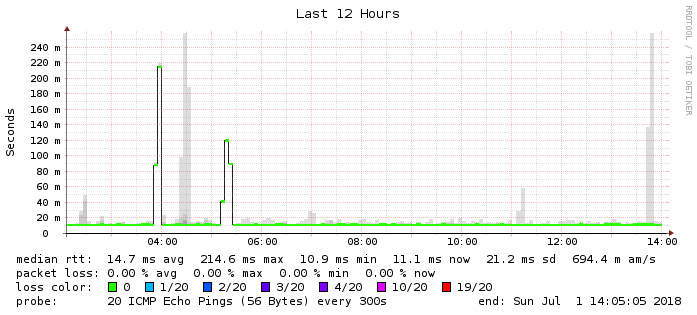 Last 12 Hours
RRDTOOL / TOBI OETIKER
Seconds
240 m
220 m
200 m
180 m
160 m
140 m
120 m
100 m
80 m
60 m
40 m
20 m
0
04:00 06:00 08:00 10:00 12:00 14:00
median rtt: 14.7 ms avg 214.6 ms max 10.9 ms min 11.1 ms now 21.2 ms sd 694.4 m am/s
packet loss: 0.00 % avg 0.00 % max 0.00 % min 0.00 % now
loss color: 0 1/20 2/20 3/20 4/20 10/20 19/20
probe: 20 ICMP Echo Pings (56 Bytes) every 300s end: Sun Jul 1 14:05:05 2018